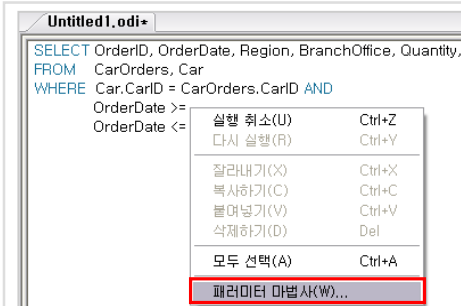 Untitled1.odi*
SELECT OrderID, OrderDate, Region, BranchOffice, Quantity,
FROM CarOrders, Car
WHERE Car.CarID = CarOrders.CarID AND
OrderDate >=
OrderDate <=
실행 취소(U) Ctrl+Z
다시 실행(R) Ctrl+Y
잘라내기(X) Ctrl+X
복사하기(C) Ctrl+C
붙여넣기(V) Ctrl+V
삭제하기(D) Del
모두 선택(A) Ctrl+A
패러미터 마법사(W)...